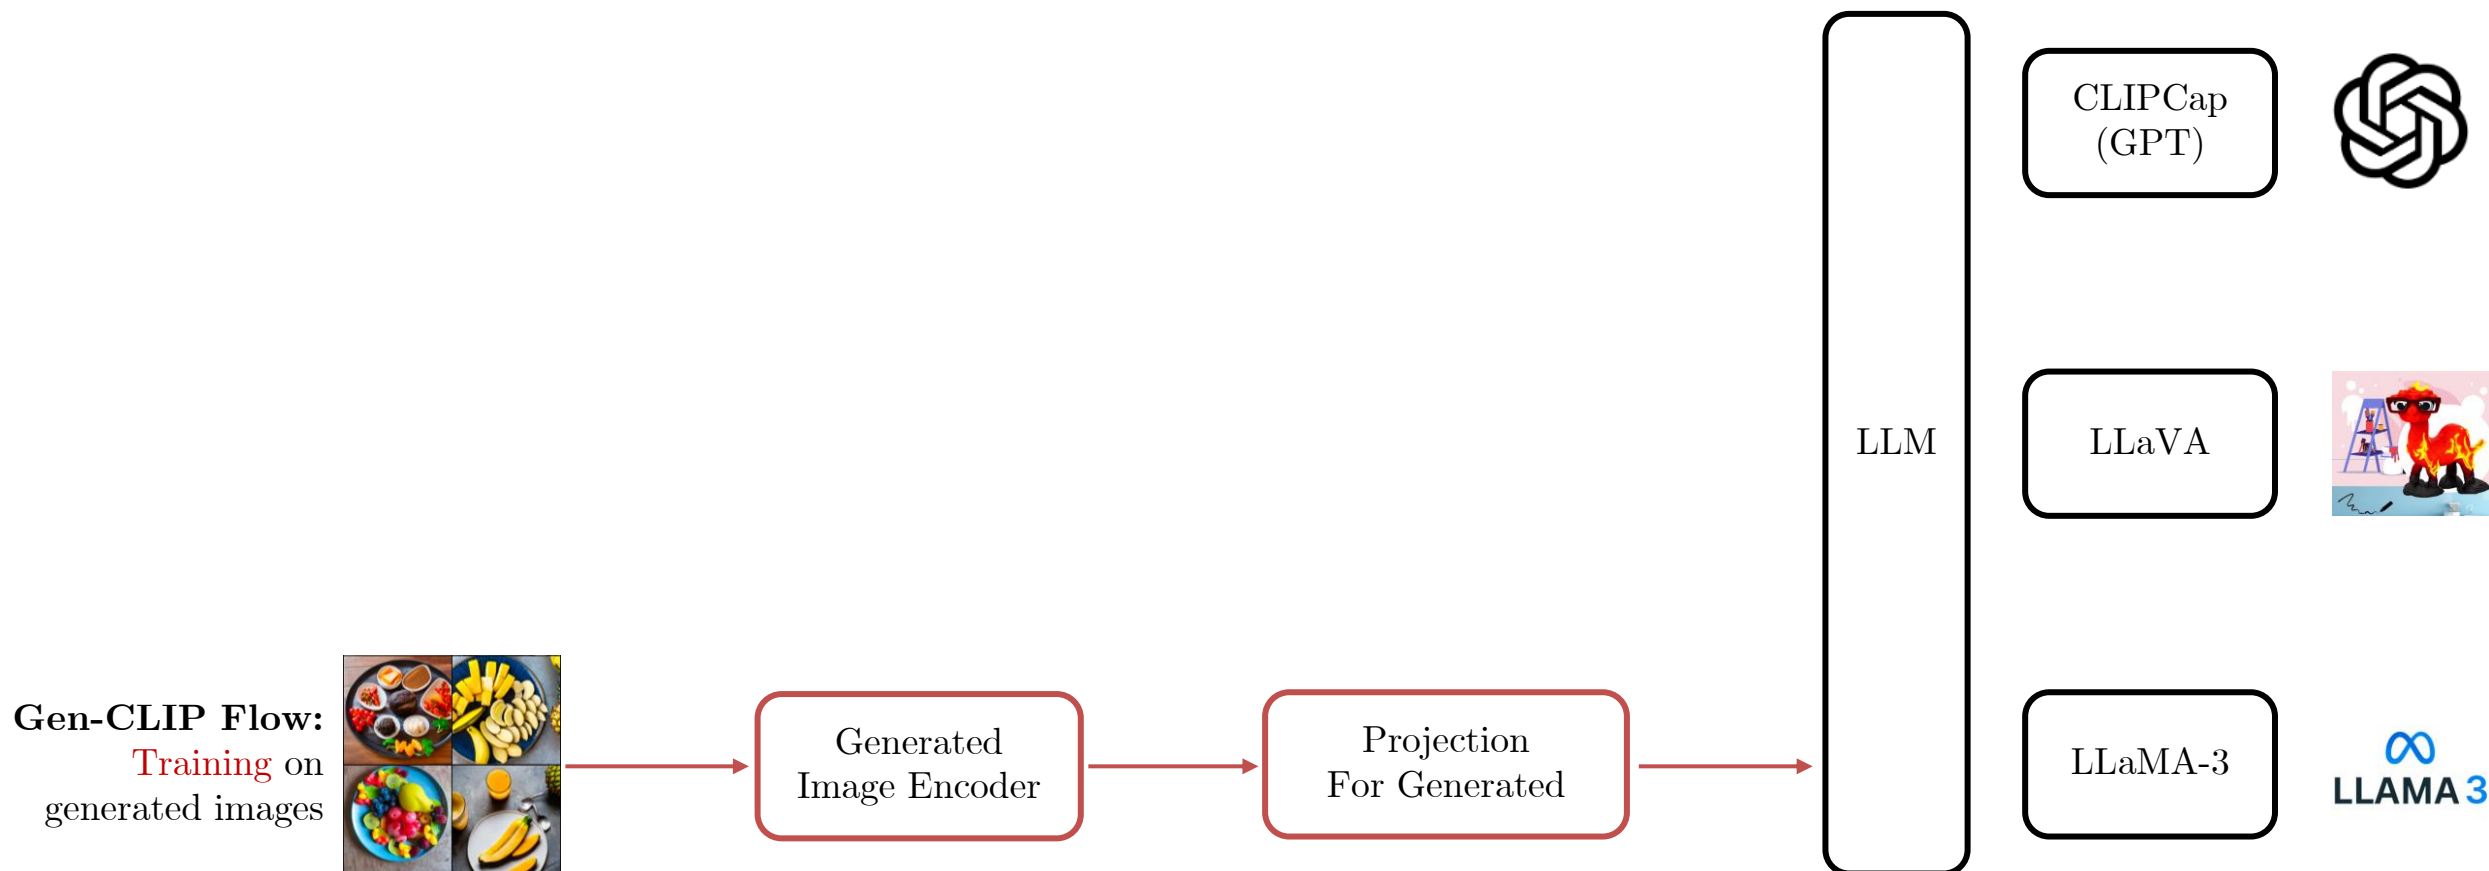 CLIPCap
(GPT)
LLM
LLaVA
Gen-CLIP Flow:
Training on
generated images
Generated
Image Encoder
Projection
For Generated
LLaMA-3
LLAMA 3